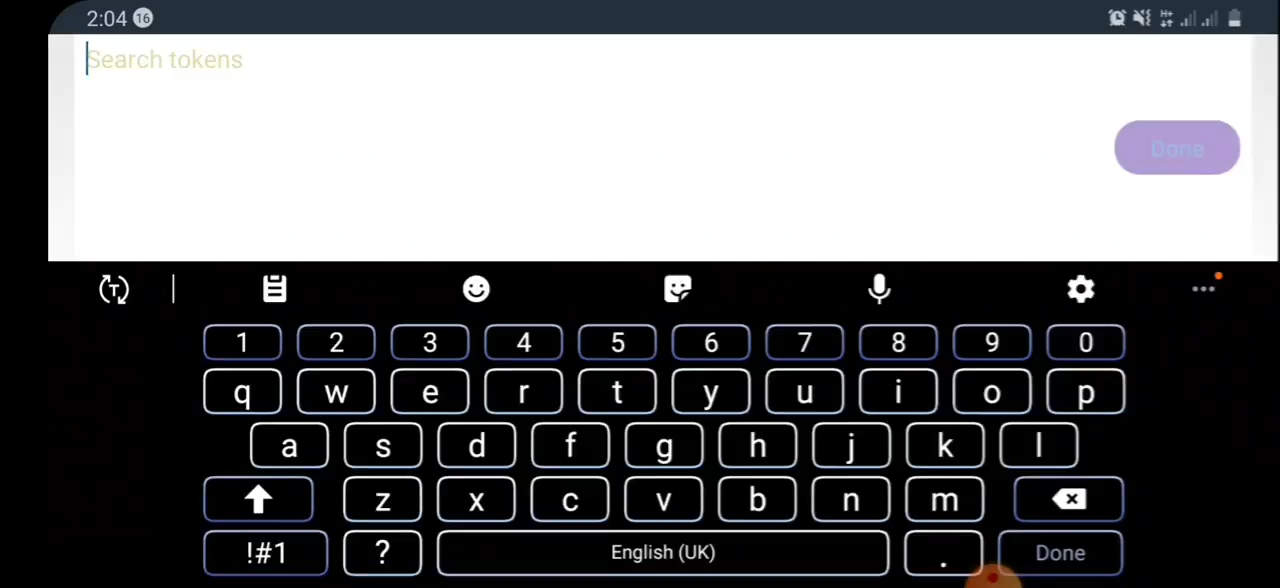 2:04 16
Search tokens
Done
1 2 3 4 5 6 7 8 9 0
q w e r t y u i o p
a s d f g h j k l
z x c v b n m
!#1 ? English (UK) . Done